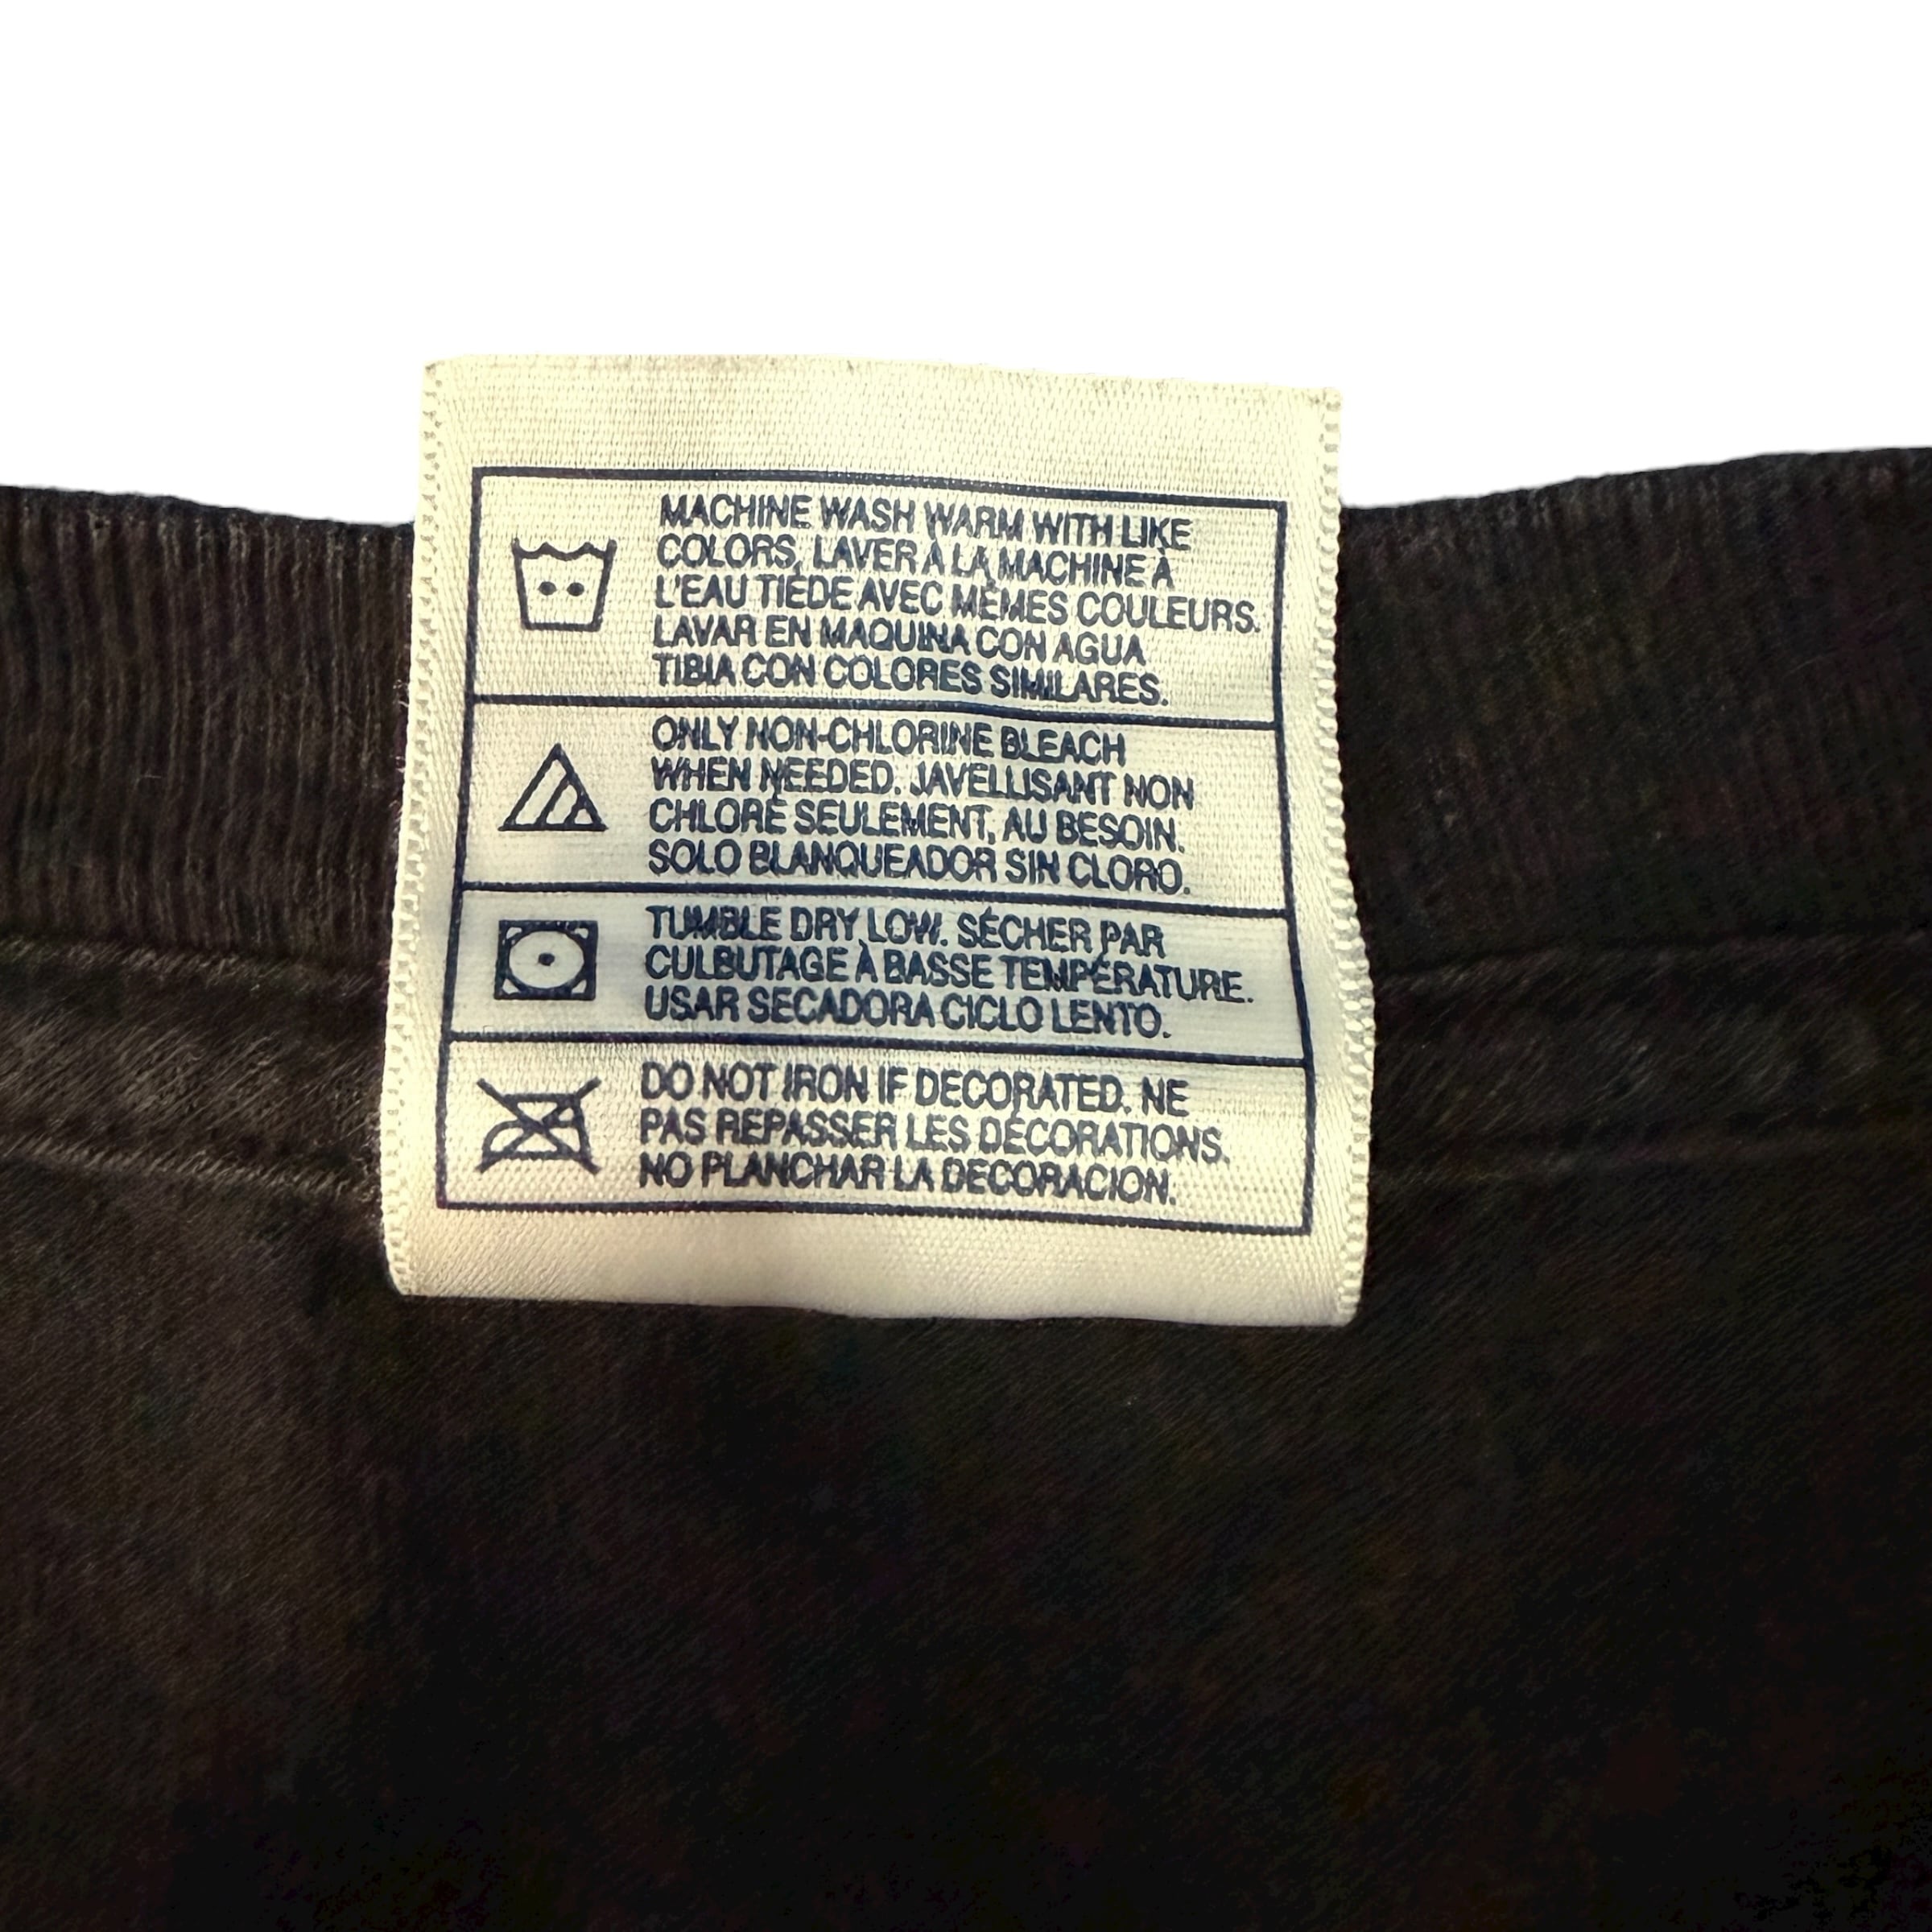 MACHINE WASH WARM WITH LIKE
COLORS, LAVER À LA MACHINE À
L'EAU TIÉDE AVEC MÊMES COULEURS.
LAVAR EN MAQUINA CON AGUA
TIBIA CON COLORES SIMILARES.
ONLY NON-CHLORINE BLEACH
WHEN NEEDED. JAVELLISANT NON
CHLORÉ SEULEMENT, AU BESOIN.
SOLO BLANQUEADOR SIN CLORO.
TUMBLE DRY LOW. SÉCHER PAR
CULBUTAGE À BASSE TEMPÉRATURE.
USAR SECADORA CICLO LENTO.
DO NOT IRON IF DECORATED. NE
PAS REPASSER LES DÉCORATIONS.
NO PLANCHAR LA DECORACION.